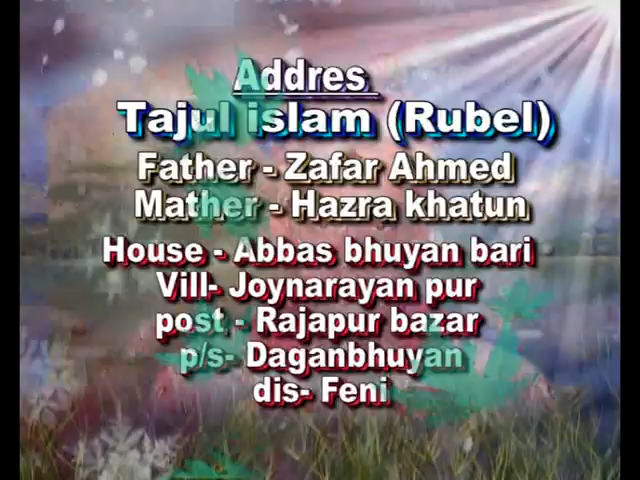 Addres
Tajul islam (Rubel)
Father - Zafar Ahmed
Mather - Hazra khatun
House - Abbas bhuyan bari
Vill- Joynarayan pur
post - Rajapur bazar
p/s- Daganbhuyan
dis- Feni